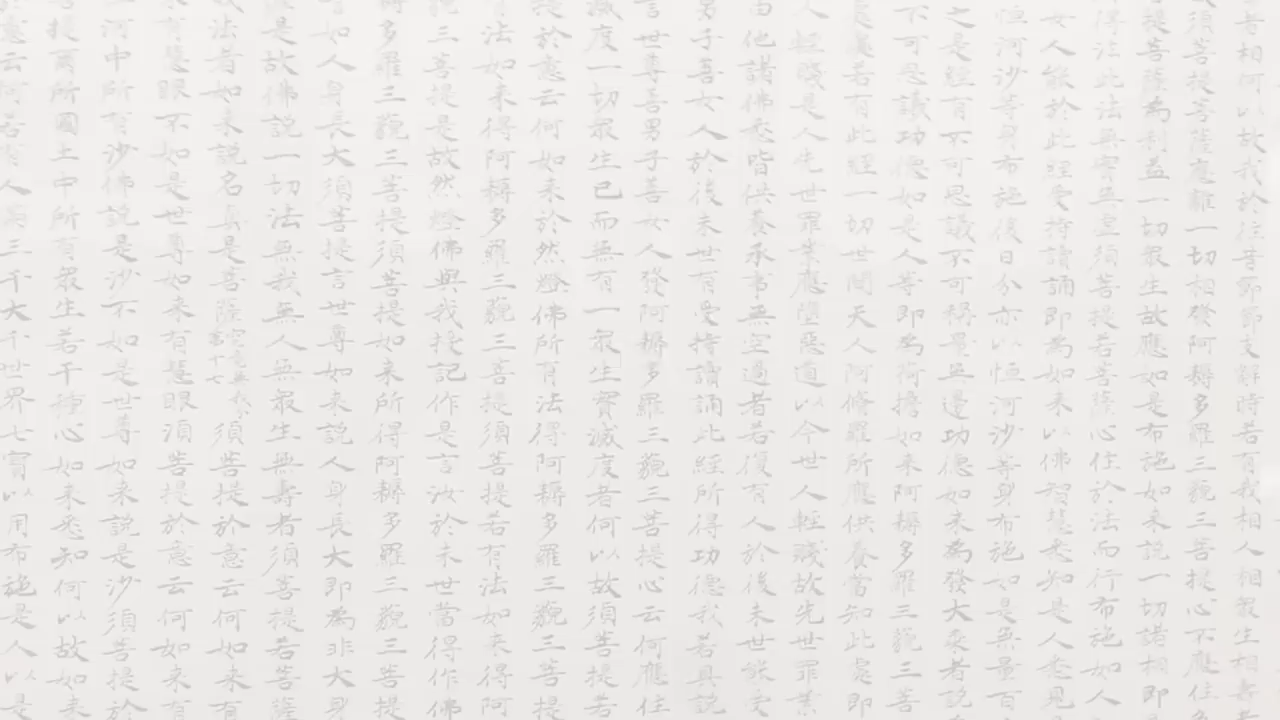 者相何以故我於往昔節節支解時若有我相人相眾生相壽
須菩提菩薩應離一切相發阿耨多羅三藐三菩提心不應住
提菩薩為利益一切眾生故應如是布施如來說一切諸相即
得法此法無實無虛須菩提若菩薩心住於法而行布施如人
女人能於此經受持讀誦即為如來以佛智慧悉知是人悉見
恒河沙等身布施後日分亦以恒河沙等身布施如是無量百
之是經有不可思議不可稱量無邊功德如來為發大乘者說
不可思議功德如是人等即為荷擔如來阿耨多羅三藐三菩
處若有此經一切世間天人阿修羅所應供養當知此處即
人輕賤是人先世罪業應墮惡道以今世人輕賤故先世罪業
當他諸佛悉皆供養承事無空過者若復有人於後末世能受
男子善女人於後末世有受持讀誦此經所得功德我若具說
言世尊善男子善女人發阿耨多羅三藐三菩提心云何應住
滅度一切眾生已而無有一眾生實滅度者何以故須菩提若
提於意云何如來於然燈佛所有法得阿耨多羅三藐三菩提
法如來得阿耨多羅三藐三菩提須菩提若有法如來得阿
三菩提是故然燈佛與我授記作是言汝於來世當得作佛
多羅三藐三菩提須菩提如來所得阿耨多羅三藐三菩
如人身長大須菩提言世尊如來說人身長大即為非大身
是故佛說一切法無我無人無眾生無壽者須菩提若菩薩
法者如來說名真是菩薩究竟無我第十七須菩提於意云何如來有
有慧眼不如是世尊如來有慧眼須菩提於意云何如來有
河中所有沙佛說是沙不如是世尊如來說是沙須菩提於
提爾所國土中所有眾生若干種心如來悉知何以故如來
意云何若有人滿三千大千世界七寶以用布施是人以是